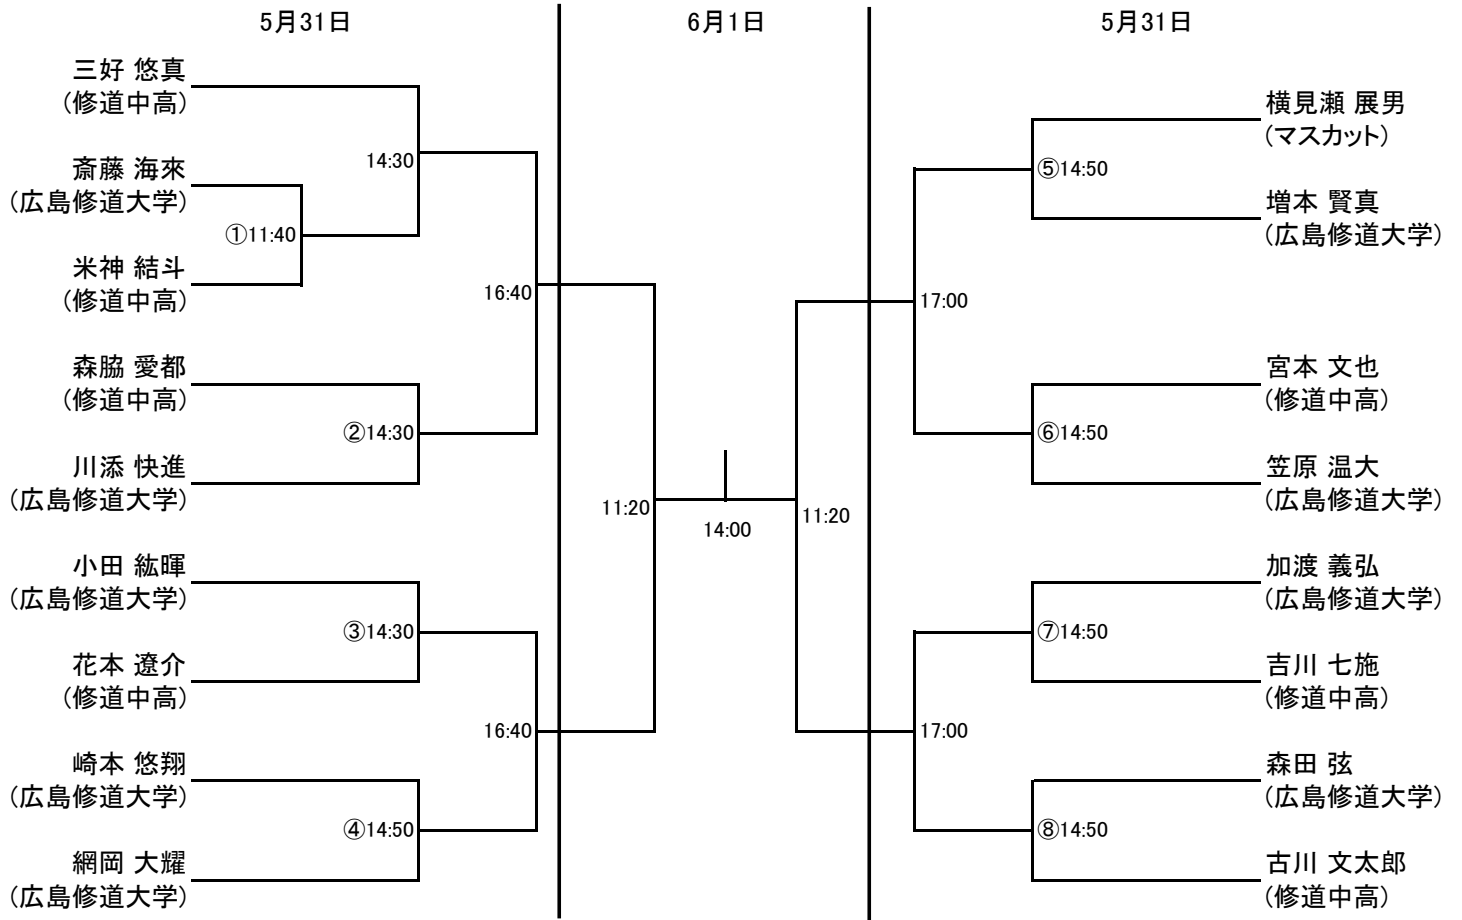 5月31日
6月1日
5月31日
三好 悠真
(修道中高)
14:30
斎藤 海來
(広島修道大学)
①11:40
米神 結斗
(修道中高)
16:40
森脇 愛都
(修道中高)
②14:30
川添 快進
(広島修道大学)
小田 紘暉
(広島修道大学)
③14:30
花本 遼介
(修道中高)
16:40
崎本 悠翔
(広島修道大学)
④14:50
網岡 大耀
(広島修道大学)
11:20
14:00
11:20
横見瀬 展男
(マスカット)
⑤14:50
増本 賢真
(広島修道大学)
17:00
宮本 文也
(修道中高)
⑥14:50
笠原 温大
(広島修道大学)
加渡 義弘
(広島修道大学)
⑦14:50
吉川 七施
(修道中高)
17:00
森田 弦
(広島修道大学)
⑧14:50
古川 文太郎
(修道中高)